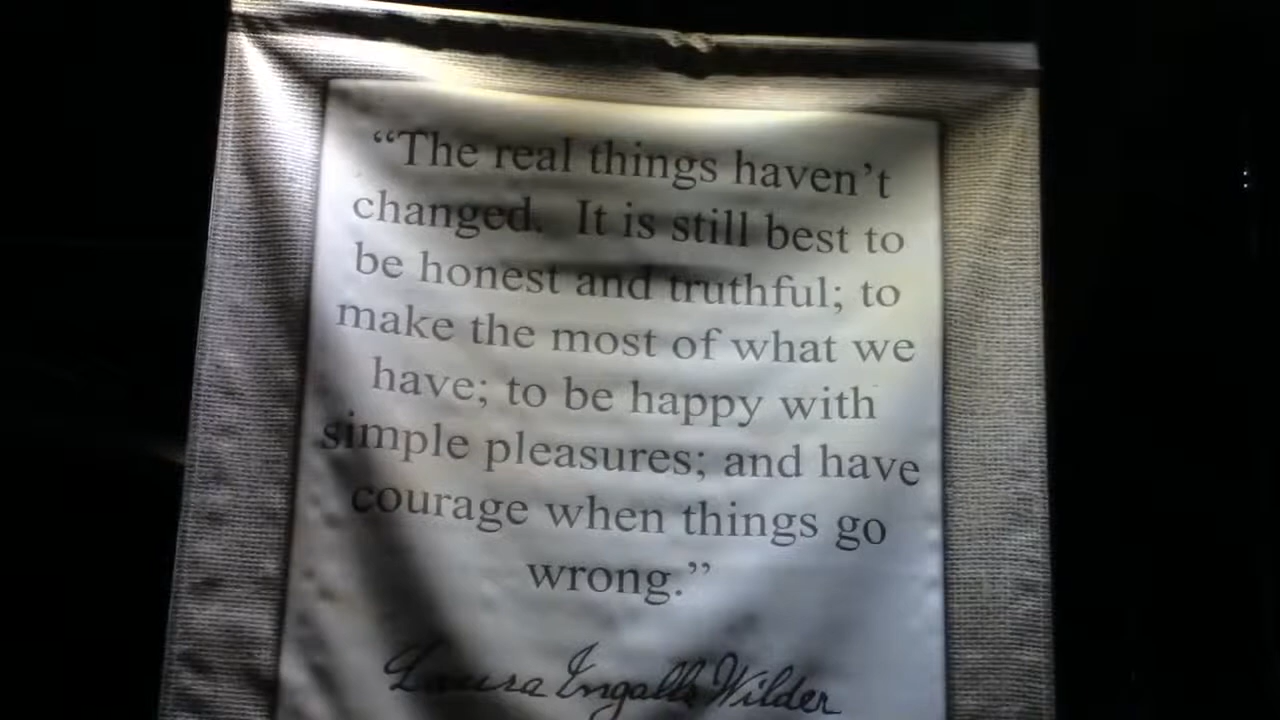 “The real things haven’t
changed.  It is still best to
be honest and truthful; to
make the most of what we
have; to be happy with
simple pleasures; and have
courage when things go
wrong.”
Laura Ingalls Wilder